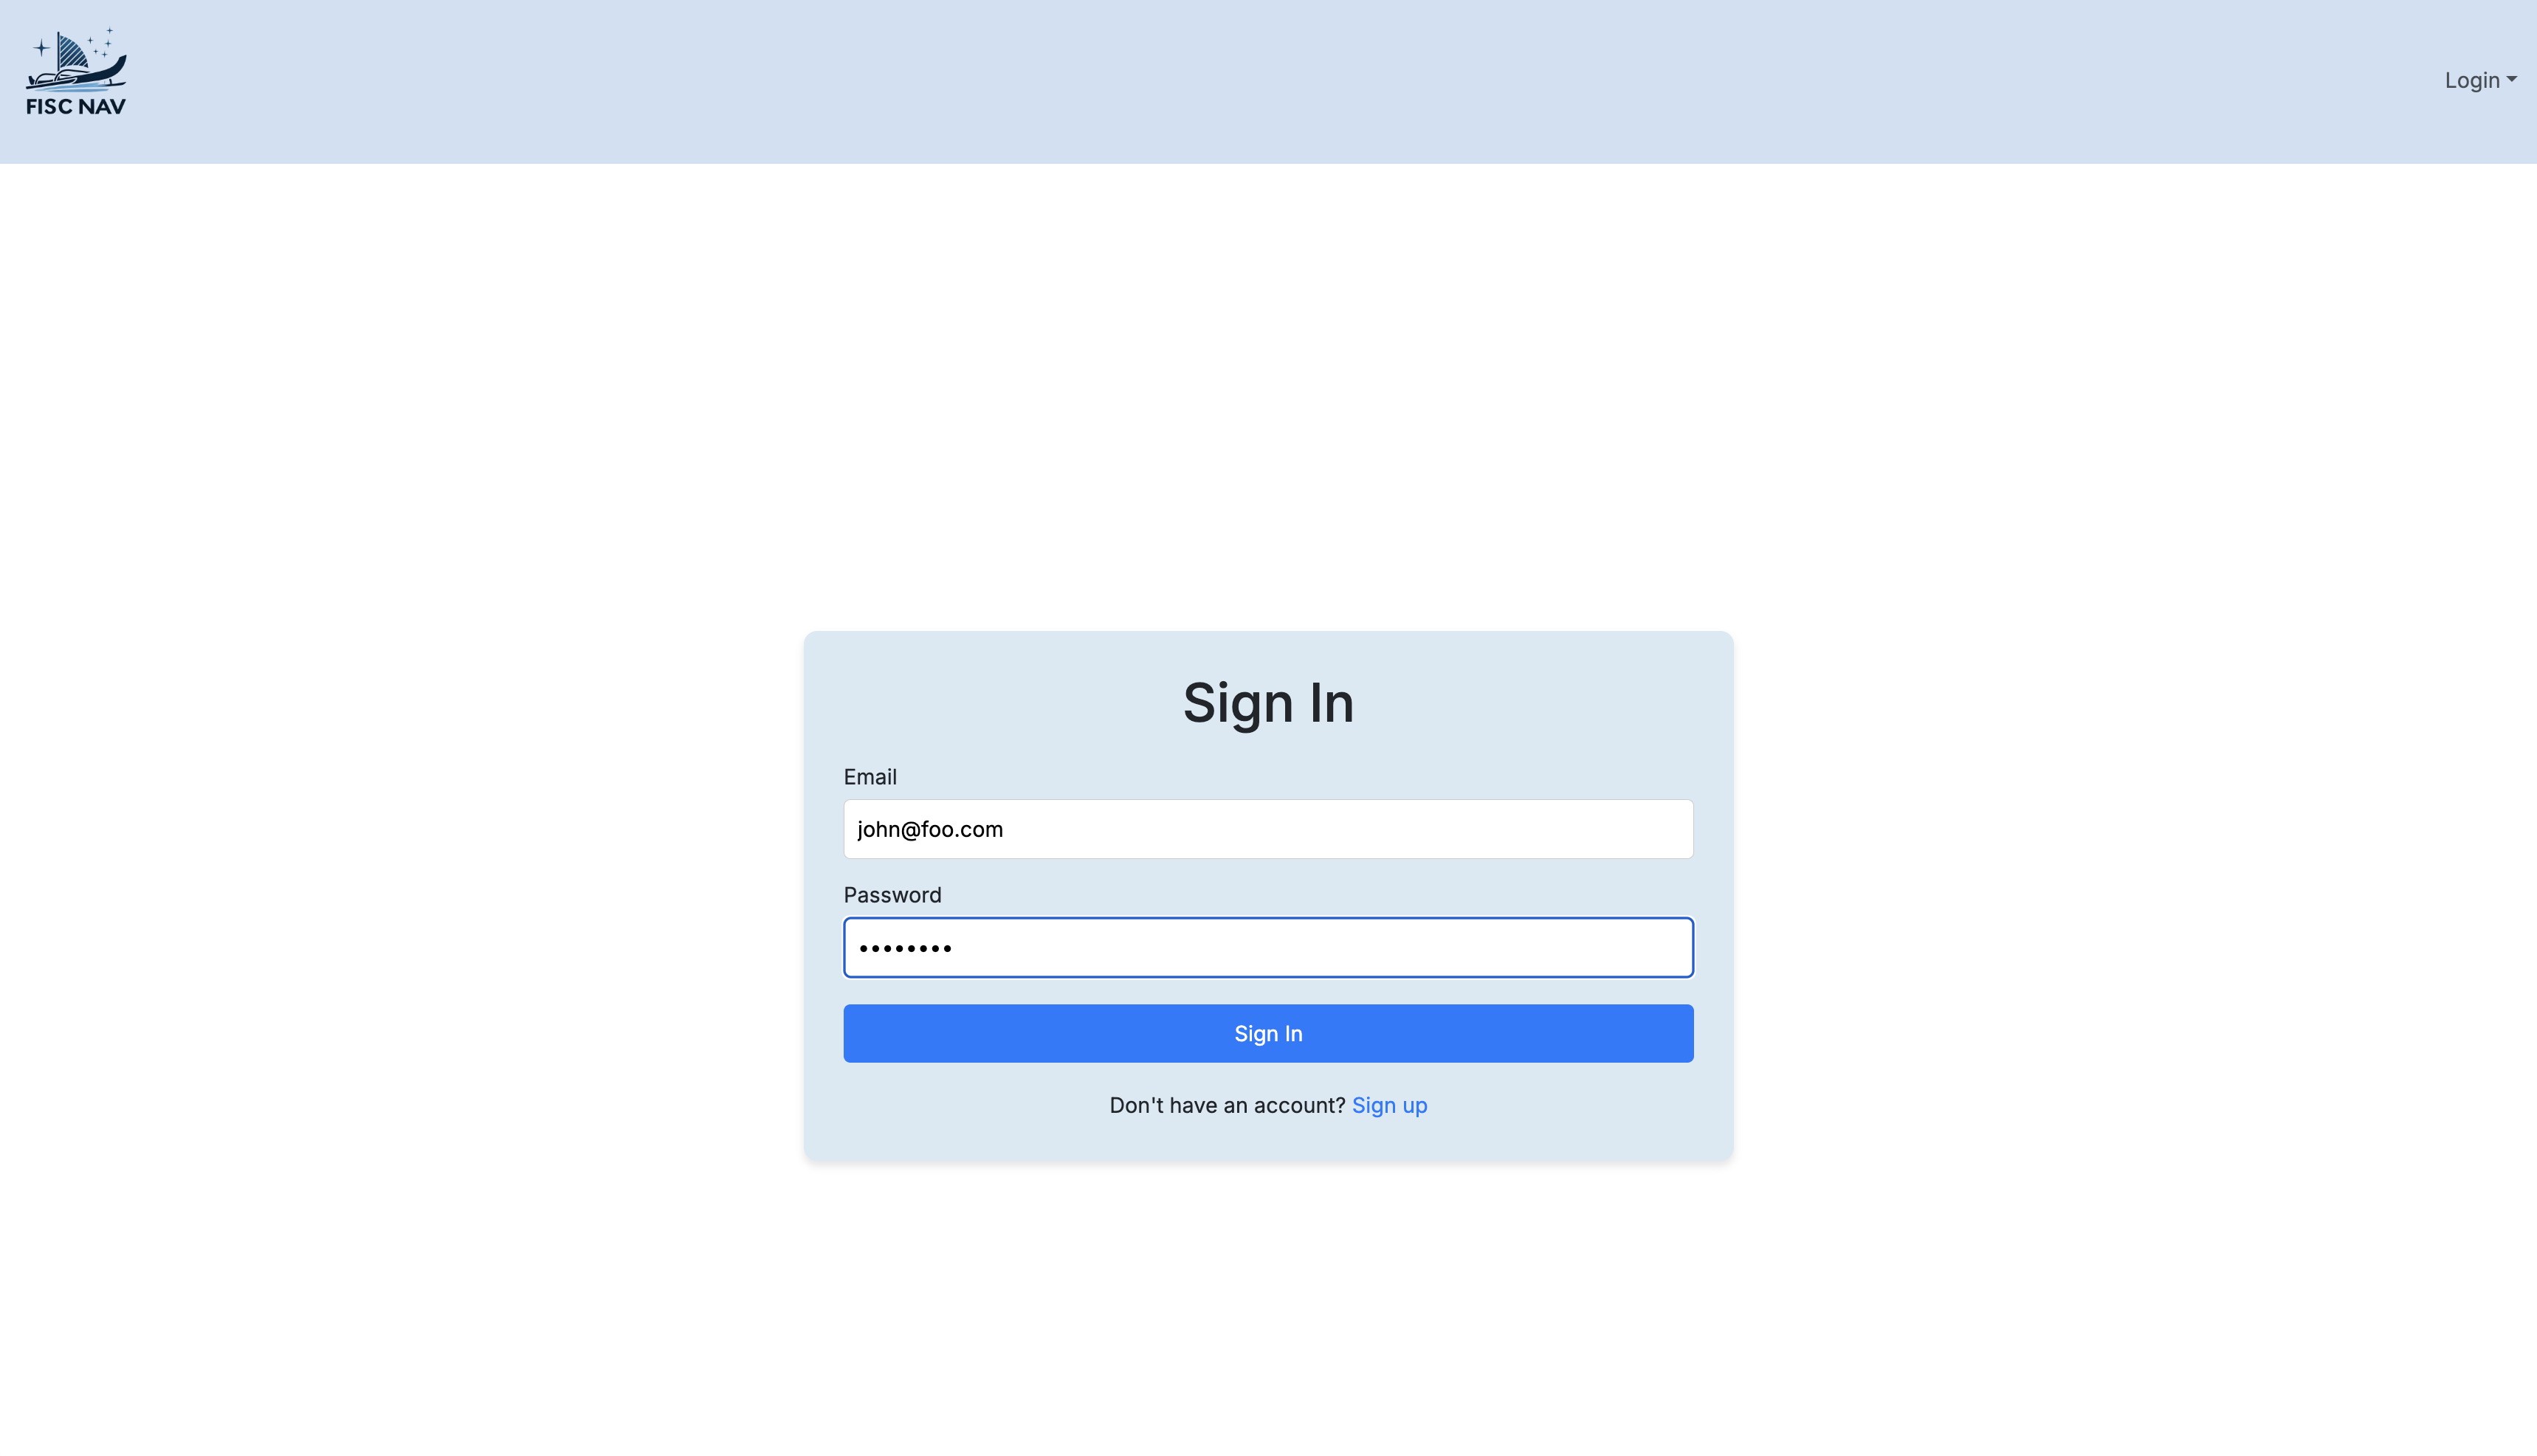 FISC NAV
Login
Sign In
Email
john@foo.com
Password
••••••••
Sign In
Don't have an account? Sign up